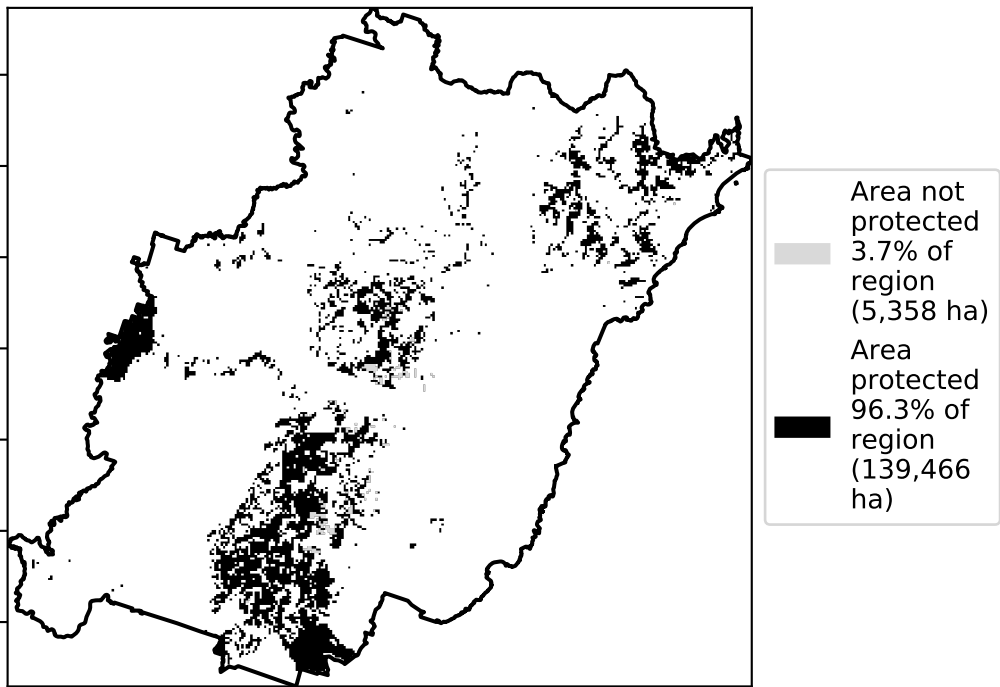 Area not
protected
3.7% of
region
(5,358 ha)
Area
protected
96.3% of
region
(139,466
ha)